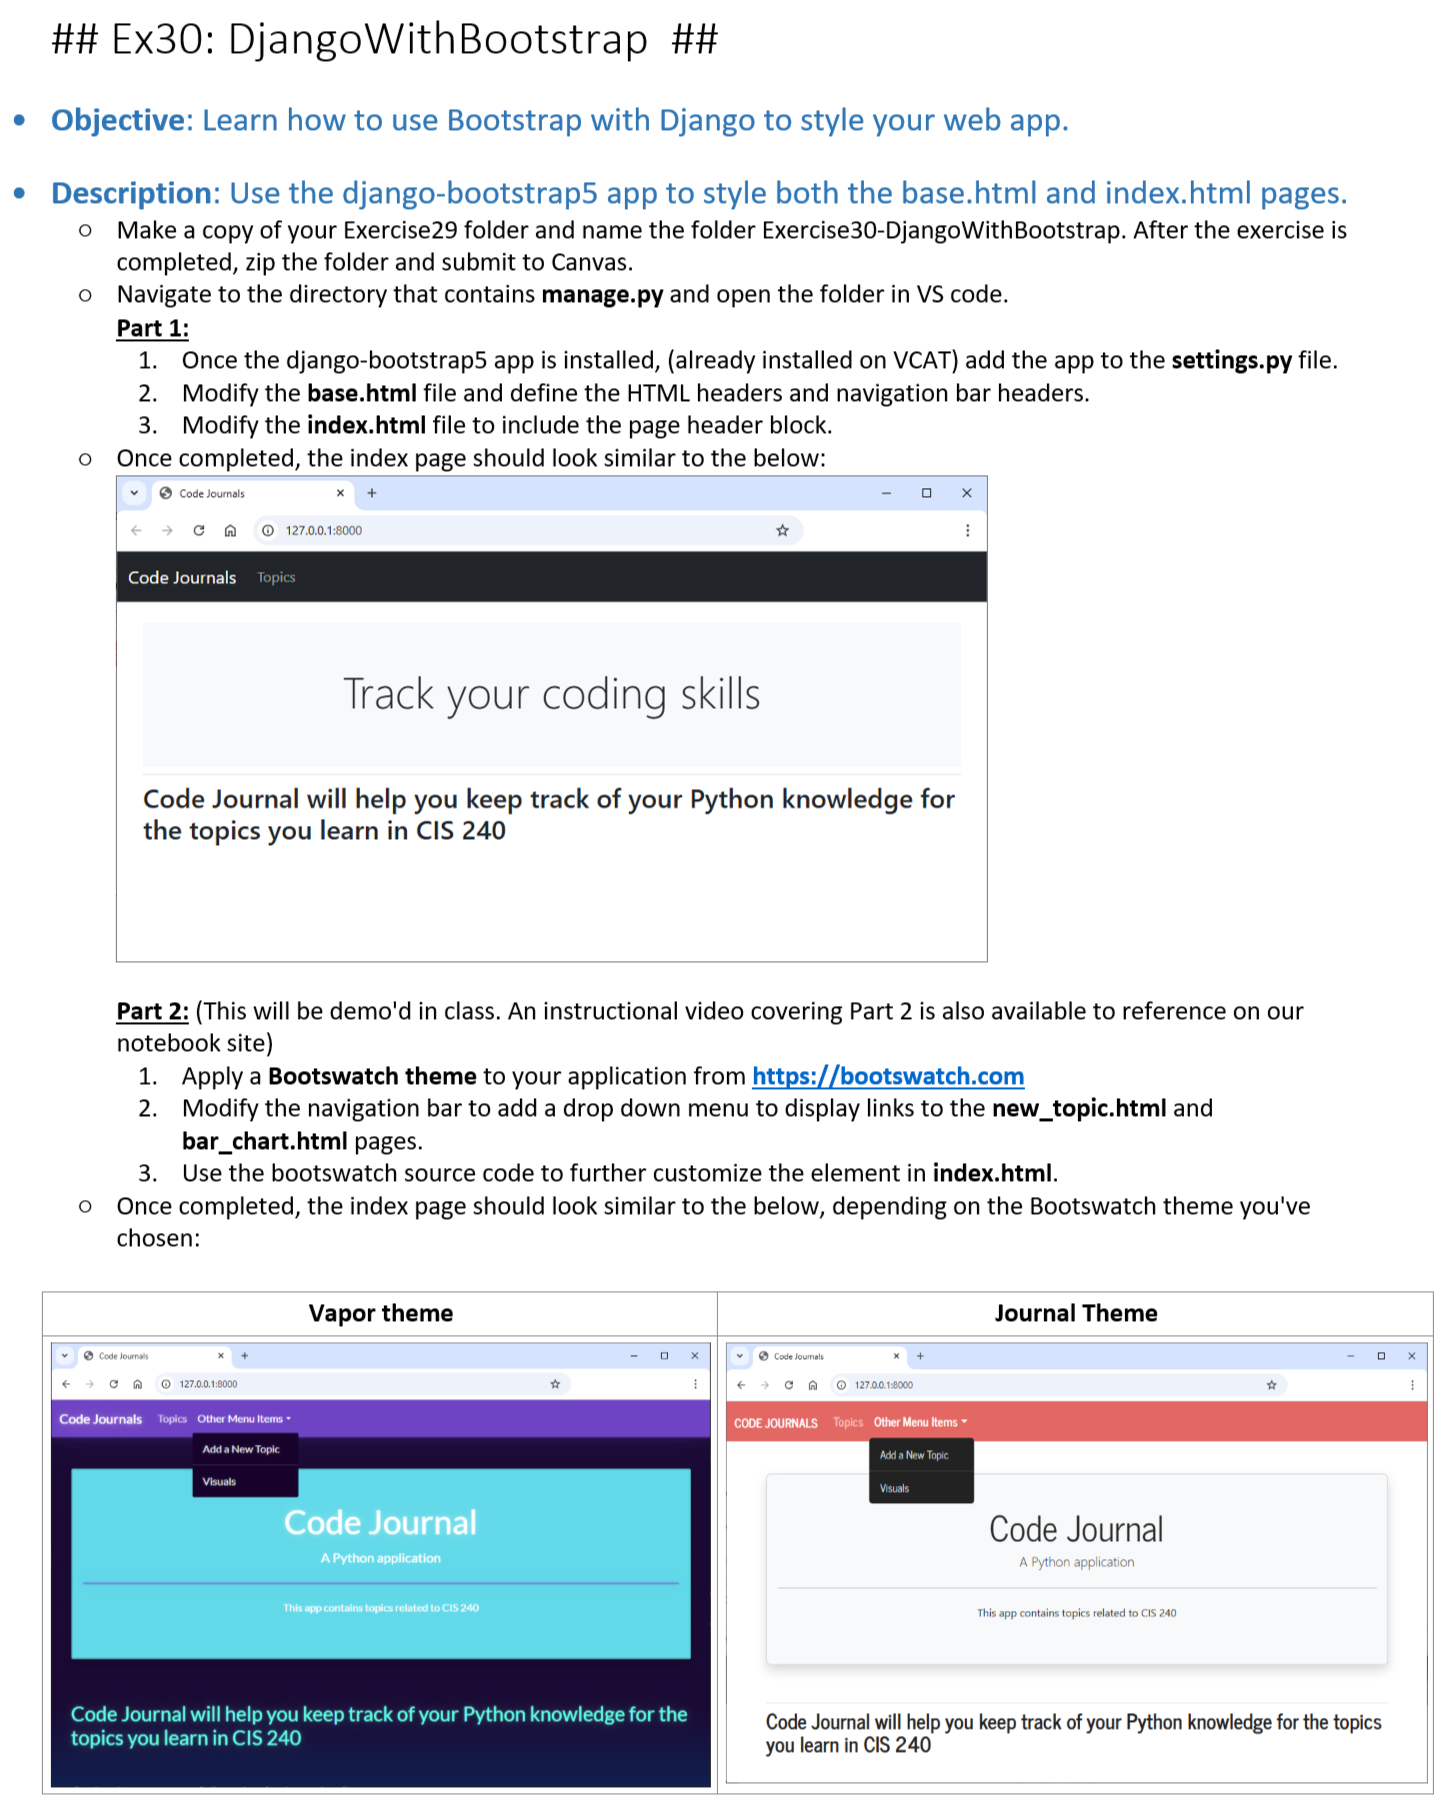 ## Ex30: DjangoWithBootstrap ##
• Objective: Learn how to use Bootstrap with Django to style your web app.
• Description: Use the django-bootstrap5 app to style both the base.html and index.html pages.
○ Make a copy of your Exercise29 folder and name the folder Exercise30-DjangoWithBootstrap. After the exercise is
completed, zip the folder and submit to Canvas.
○ Navigate to the directory that contains manage.py and open the folder in VS code.
Part 1:
1. Once the django-bootstrap5 app is installed, (already installed on VCAT) add the app to the settings.py file.
2. Modify the base.html file and define the HTML headers and navigation bar headers.
3. Modify the index.html file to include the page header block.
○ Once completed, the index page should look similar to the below:
Code Journals
127.0.0.1:8000
Code Journals Topics
Track your coding skills
Code Journal will help you keep track of your Python knowledge for
the topics you learn in CIS 240
Part 2: (This will be demo'd in class. An instructional video covering Part 2 is also available to reference on our
notebook site)
1. Apply a Bootswatch theme to your application from https://bootswatch.com
2. Modify the navigation bar to add a drop down menu to display links to the new_topic.html and
bar_chart.html pages.
3. Use the bootswatch source code to further customize the element in index.html.
○ Once completed, the index page should look similar to the below, depending on the Bootswatch theme you've
chosen:
Vapor theme
Code Journals
127.0.0.1:8000
Code Journals Topics Other Menu Items
Add a New Topic
Visuals
Code Journal
A Python application
This app contains topics related to CIS 240
Code Journal will help you keep track of your Python knowledge for the
topics you learn in CIS 240
Journal Theme
Code Journals
127.0.0.1:8000
CODE JOURNALS Topics Other Menu Items
Add a New Topic
Visuals
Code Journal
A Python application
This app contains topics related to CIS 240
Code Journal will help you keep track of your Python knowledge for the topics
you learn in CIS 240